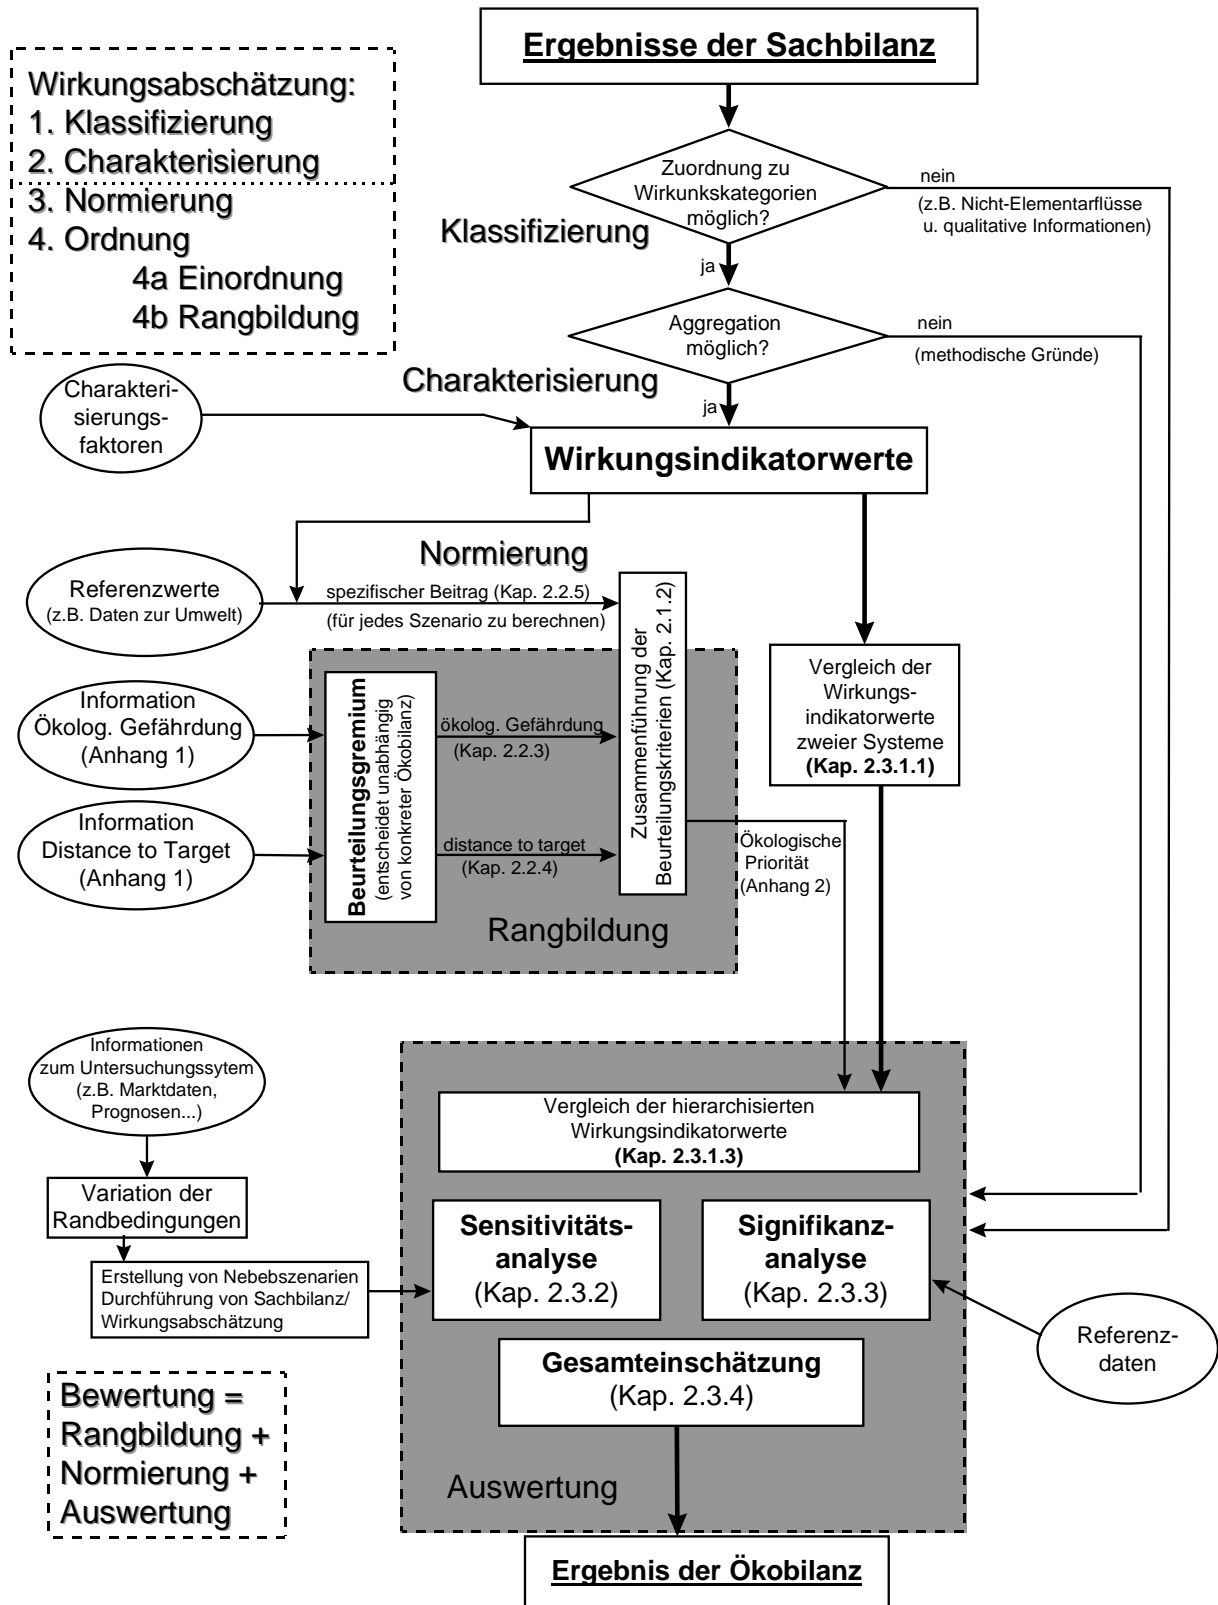 Ergebnisse der Sachbilanz
Wirkungsabschätzung:
1. Klassifizierung
2. Charakterisierung
3. Normierung
4. Ordnung
4a Einordnung
4b Rangbildung
Zuordnung zu
Wirkunkskategorien
möglich?
nein
(z.B. Nicht-Elementarflüsse
u. qualitative Informationen)
Klassifizierung
ja
Aggregation
möglich?
nein
(methodische Gründe)
Charakterisierung
ja
Charakteri-
sierungs-
faktoren
Wirkungsindikatorwerte
Normierung
Referenzwerte
(z.B. Daten zur Umwelt)
spezifischer Beitrag (Kap. 2.2.5)
(für jedes Szenario zu berechnen)
Zusammenführung der
Beurteilungskriterien (Kap. 2.1.2)
Vergleich der
Wirkungs-
indikatorwerte
zweier Systeme
(Kap. 2.3.1.1)
Information
Ökolog. Gefährdung
(Anhang 1)
Beurteilungsgremium
(entscheidet unabhängig
von konkreter Ökobilanz)
ökolog. Gefährdung
(Kap. 2.2.3)
Information
Distance to Target
(Anhang 1)
distance to target
(Kap. 2.2.4)
Ökologische
Priorität
(Anhang 2)
Rangbildung
Informationen
zum Untersuchungssytem
(z.B. Marktdaten,
Prognosen...)
Vergleich der hierarchisierten
Wirkungsindikatorwerte
(Kap. 2.3.1.3)
Variation der
Randbedingungen
Sensitivitäts-
analyse
(Kap. 2.3.2)
Signifikanz-
analyse
(Kap. 2.3.3)
Erstellung von Nebebszenarien
Durchführung von Sachbilanz/
Wirkungsabschätzung
Referenz-
daten
Gesamteinschätzung
(Kap. 2.3.4)
Bewertung =
Rangbildung +
Normierung +
Auswertung
Auswertung
Ergebnis der Ökobilanz